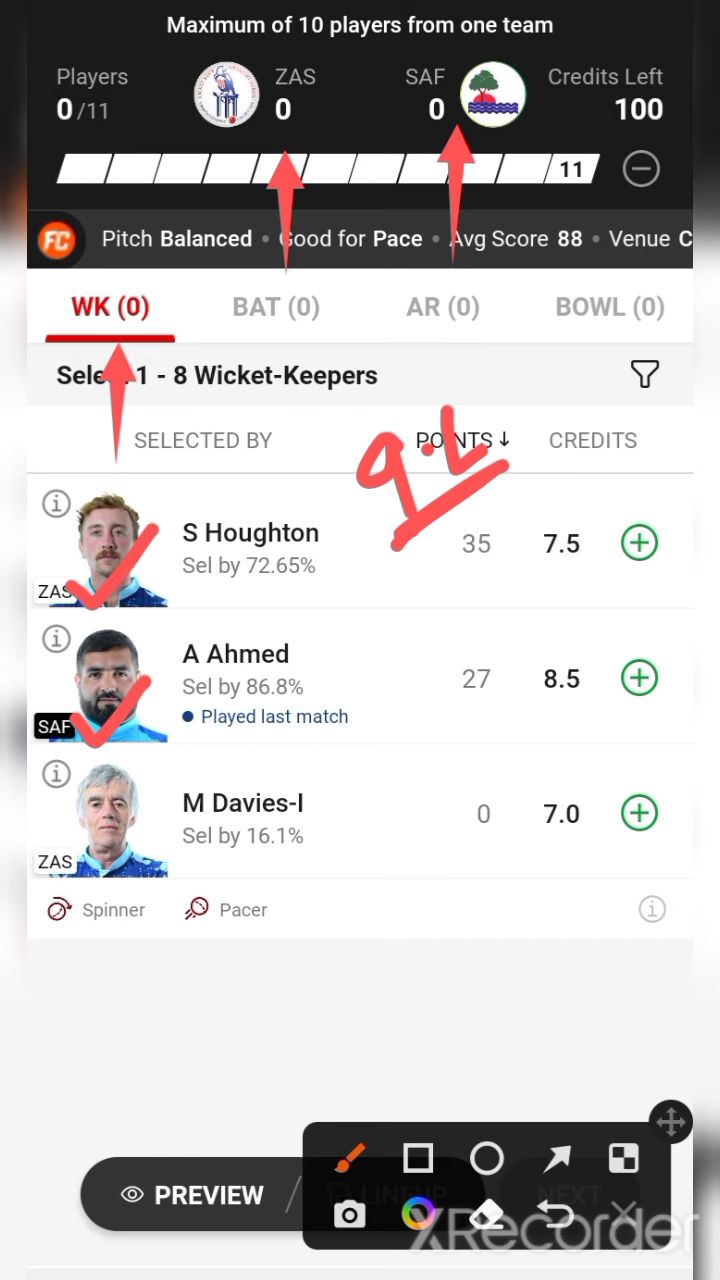 Maximum of 10 players from one team
Players ZAS SAF Credits Left
0/11 0 0 100
11
FC Pitch Balanced • Good for Pace • Avg Score 88 • Venue C
WK (0) BAT (0) AR (0) BOWL (0)
1 - 8 Wicket-Keepers
SELECTED BY POINTS ↓ CREDITS
S Houghton 35 7.5
Sel by 72.65%
ZAS
A Ahmed 27 8.5
Sel by 86.8%
Played last match
SAF
M Davies-I 0 7.0
Sel by 16.1%
ZAS
Spinner Pacer
PREVIEW LINEUP NEXT
XRecorder